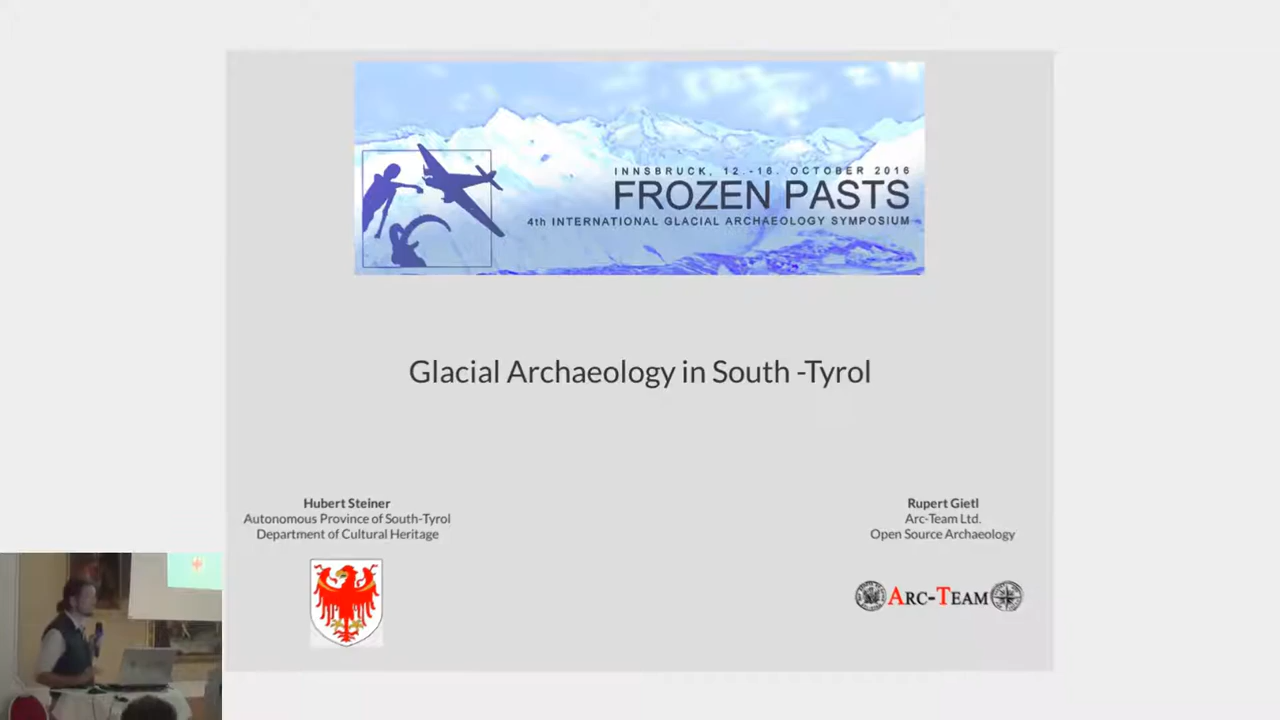 INNSBRUCK, 12.-16. OCTOBER 2016
FROZEN PASTS
4th INTERNATIONAL GLACIAL ARCHAEOLOGY SYMPOSIUM
Glacial Archaeology in South -Tyrol
Hubert Steiner
Autonomous Province of South-Tyrol
Department of Cultural Heritage
Rupert Gietl
Arc-Team Ltd.
Open Source Archaeology
ARC-TEAM